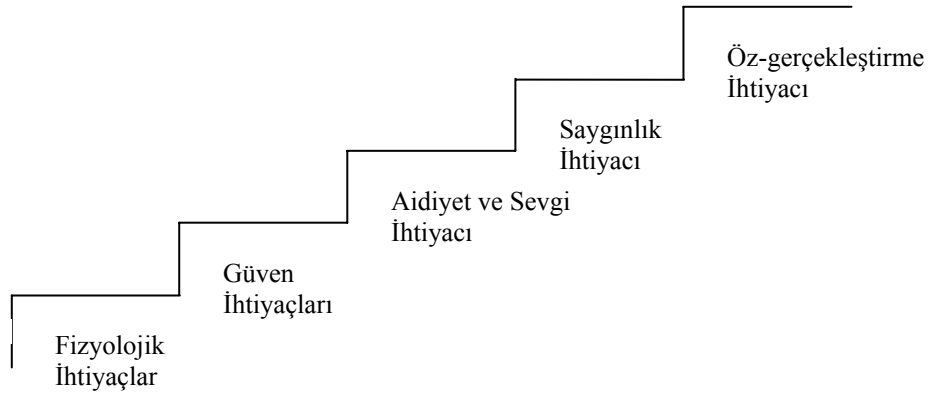 Öz-gerçekleştirme
İhtiyacı
Saygınlık
İhtiyacı
Aidiyet ve Sevgi
İhtiyacı
Güven
İhtiyaçları
Fizyolojik
İhtiyaçlar